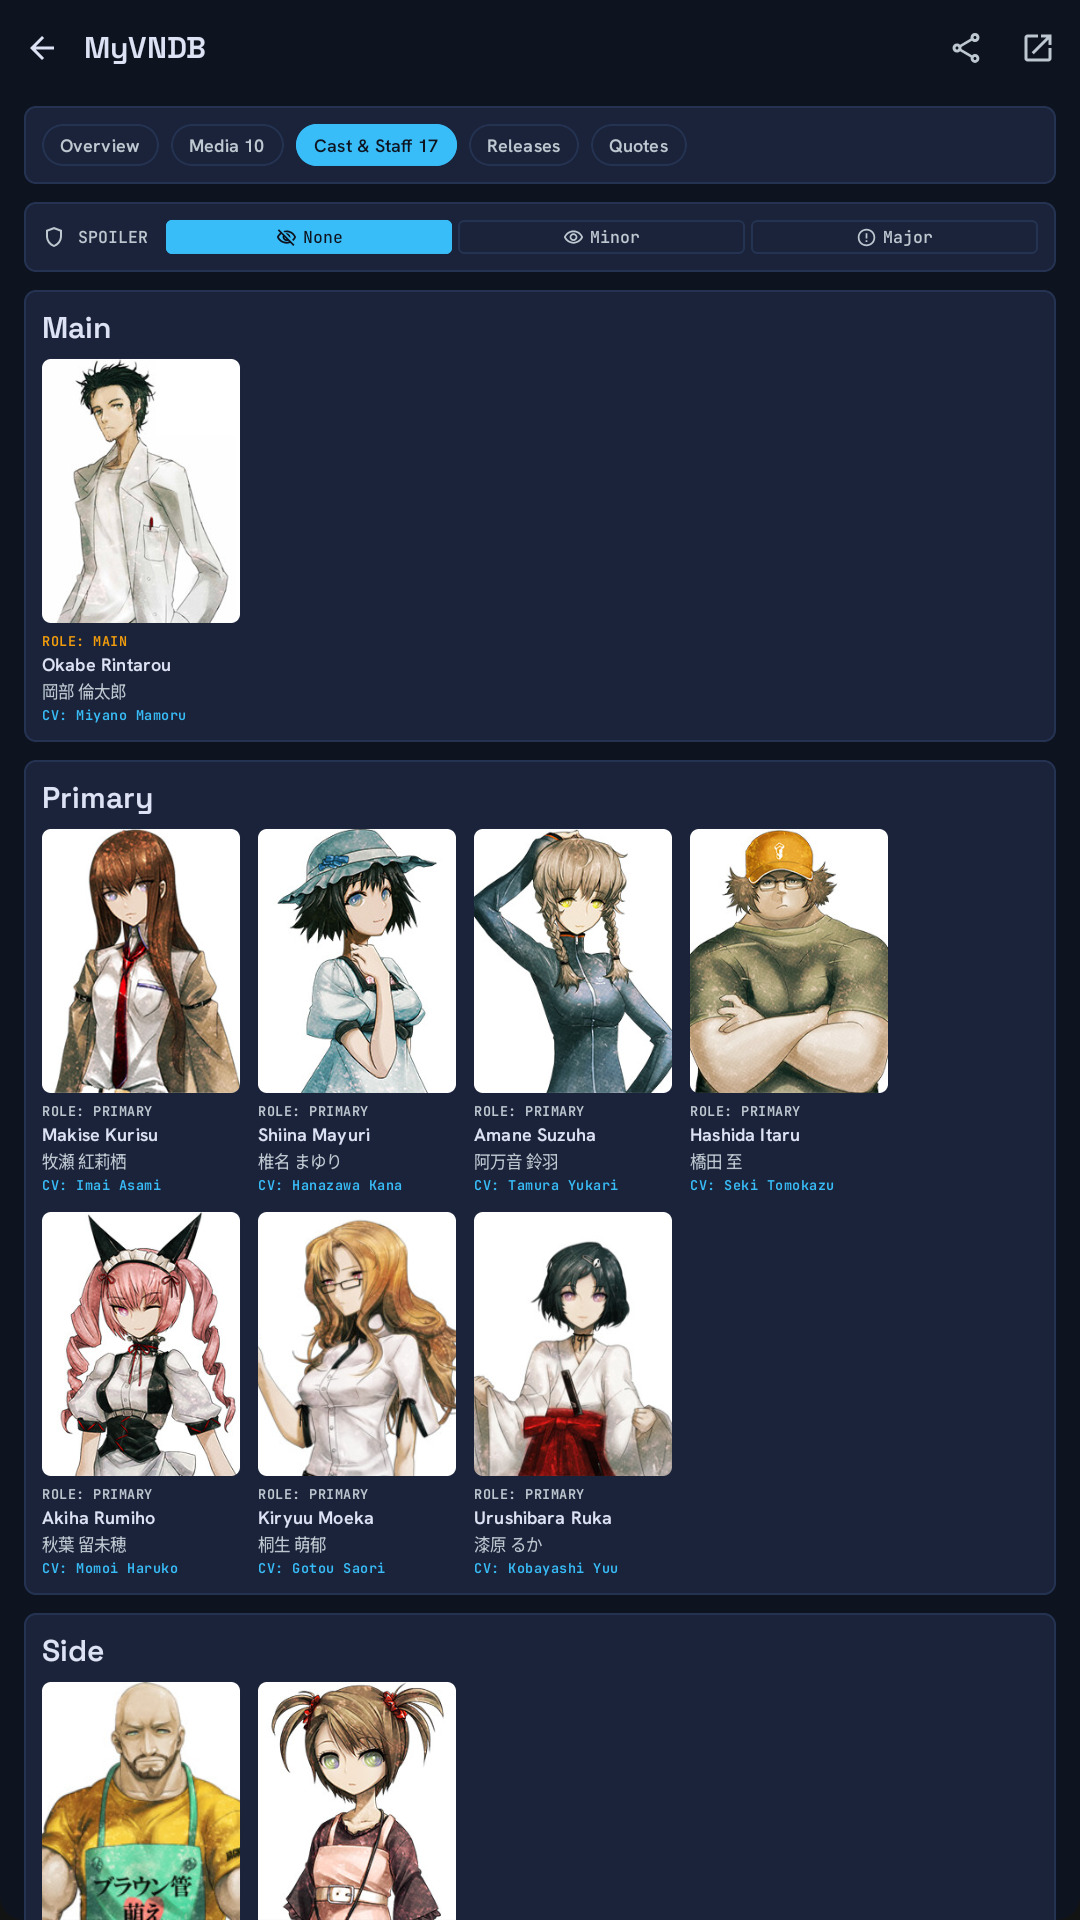 MyVNDB
Overview
Media 10
Cast & Staff 17
Releases
Quotes
SPOILER
None
Minor
Major
Main
ROLE: MAIN
Okabe Rintarou
岡部 倫太郎
CV: Miyano Mamoru
Primary
ROLE: PRIMARY
Makise Kurisu
牧瀬 紅莉栖
CV: Imai Asami
ROLE: PRIMARY
Shiina Mayuri
椎名 まゆり
CV: Hanazawa Kana
ROLE: PRIMARY
Amane Suzuha
阿万音 鈴羽
CV: Tamura Yukari
ROLE: PRIMARY
Hashida Itaru
橋田 至
CV: Seki Tomokazu
ROLE: PRIMARY
Akiha Rumiho
秋葉 留未穂
CV: Momoi Haruko
ROLE: PRIMARY
Kiryuu Moeka
桐生 萌郁
CV: Gotou Saori
ROLE: PRIMARY
Urushibara Ruka
漆原 るか
CV: Kobayashi Yuu
Side
ブラウン管
萌え